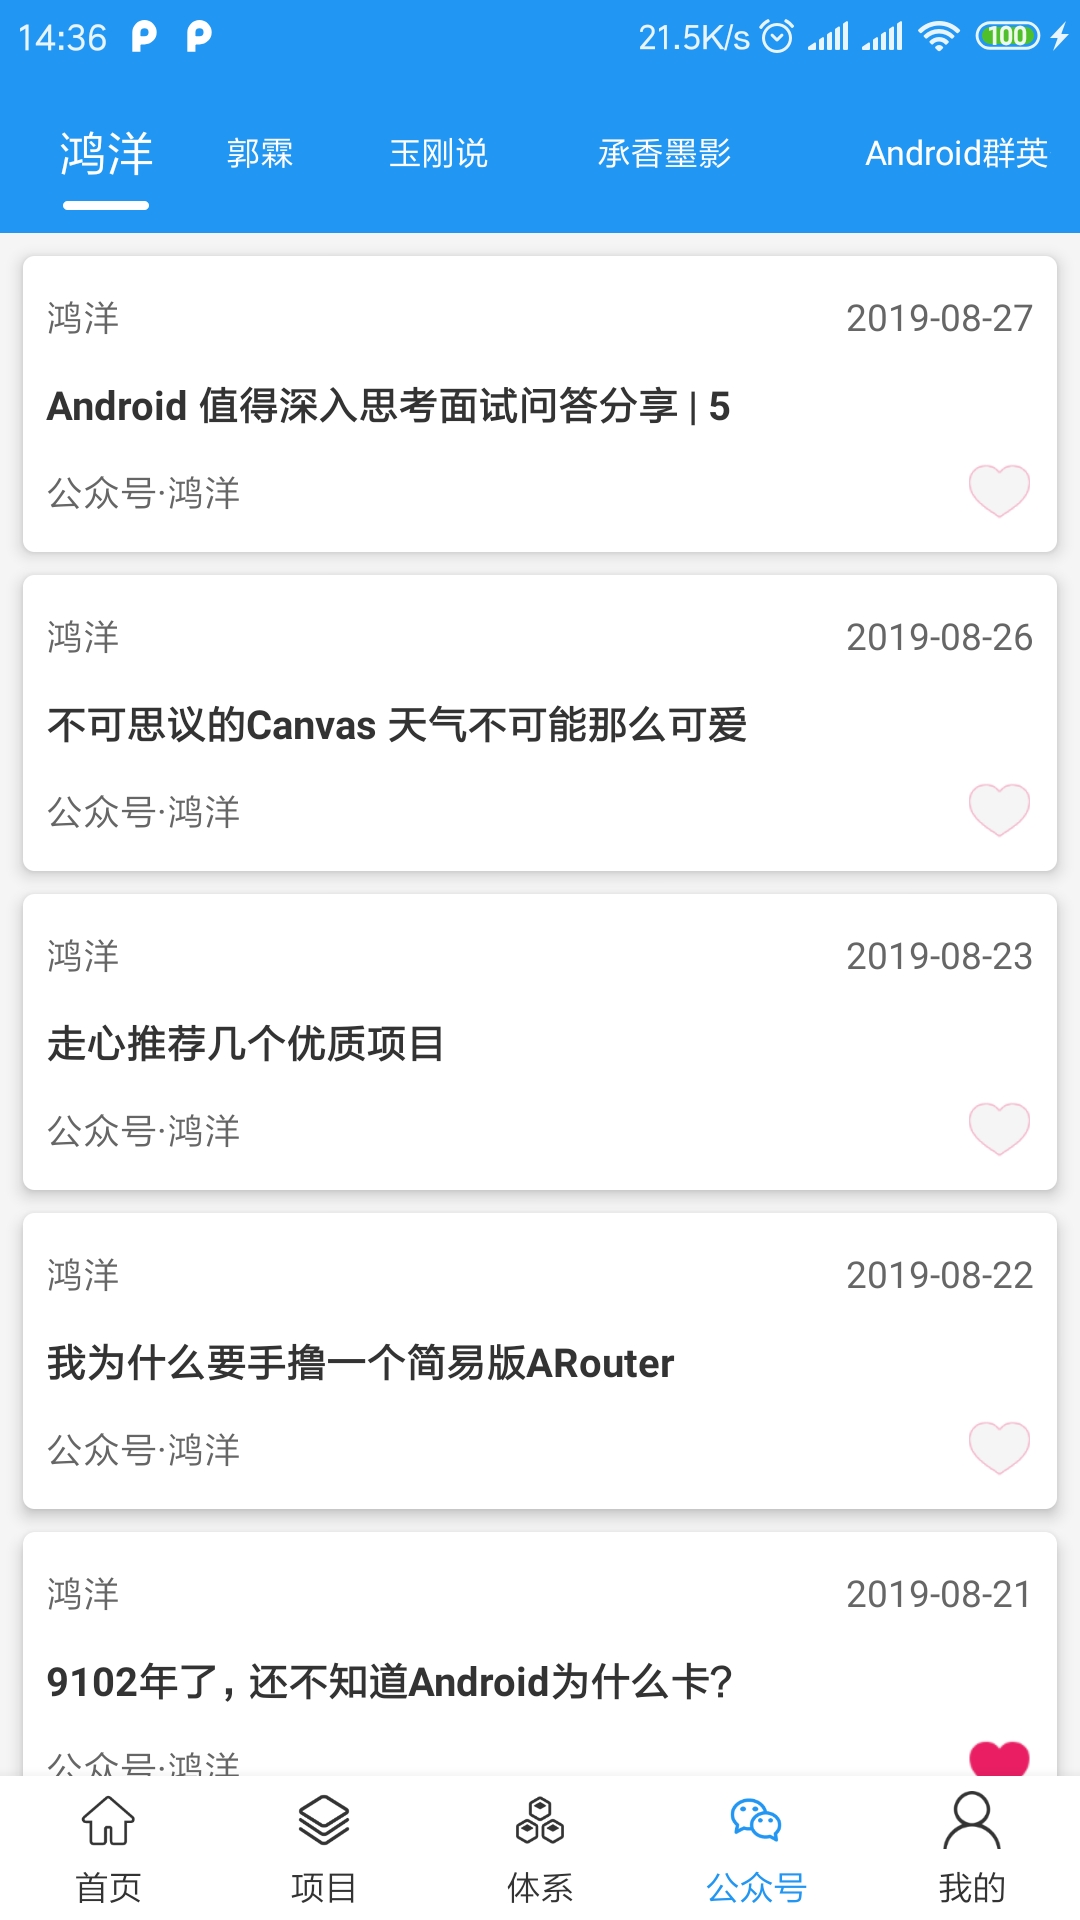 14:36 21.5K/s 100
鸿洋 郭霖 玉刚说 承香墨影 Android群英
鸿洋 2019-08-27
Android 值得深入思考面试问答分享 | 5
公众号·鸿洋
鸿洋 2019-08-26
不可思议的Canvas 天气不可能那么可爱
公众号·鸿洋
鸿洋 2019-08-23
走心推荐几个优质项目
公众号·鸿洋
鸿洋 2019-08-22
我为什么要手撸一个简易版ARouter
公众号·鸿洋
鸿洋 2019-08-21
9102年了，还不知道Android为什么卡？
公众号·鸿洋
首页 项目 体系 公众号 我的